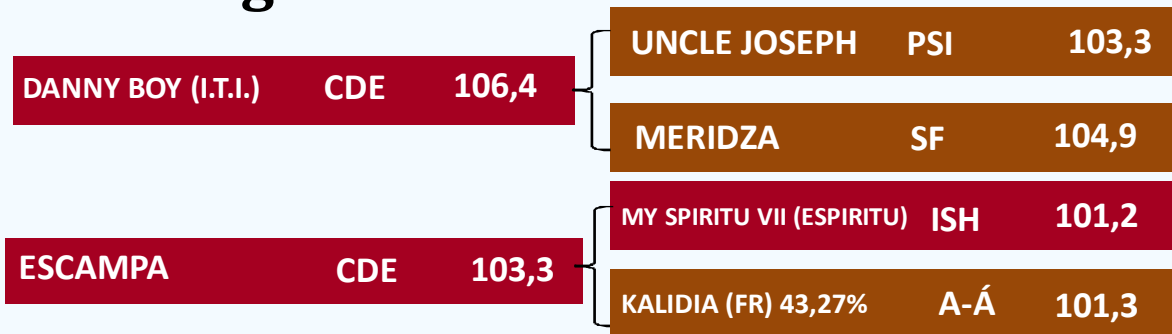 UNCLE JOSEPH PSI 103,3
DANNY BOY (I.T.I.) CDE 106,4
MERIDZA SF 104,9
MY SPIRITU VII (ESPIRITU) ISH 101,2
ESCAMPA CDE 103,3
KALIDIA (FR) 43,27% A-Á 101,3